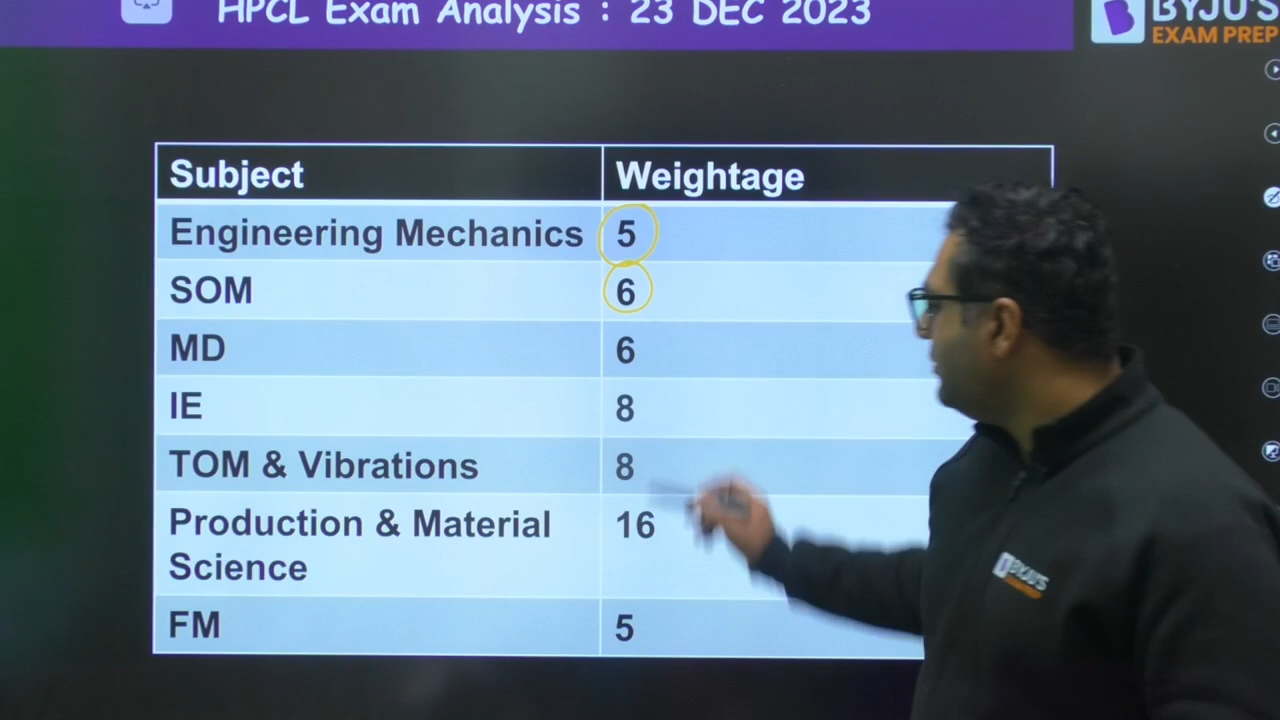 HPCL Exam Analysis : 23 DEC 2023
BYJU'S
EXAM PREP
Subject Weightage
Engineering Mechanics 5
SOM 6
MD 6
IE 8
TOM & Vibrations 8
Production & Material 16
Science
FM 5
BYJU'S